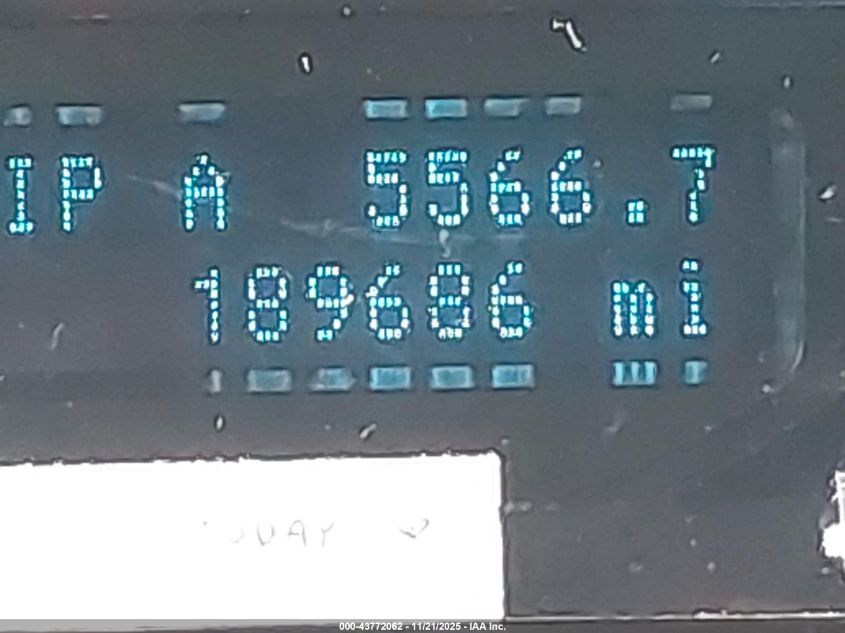 IP A 5566.7
189686 mi
000-43772062 - 11/21/2025 - IAA Inc.